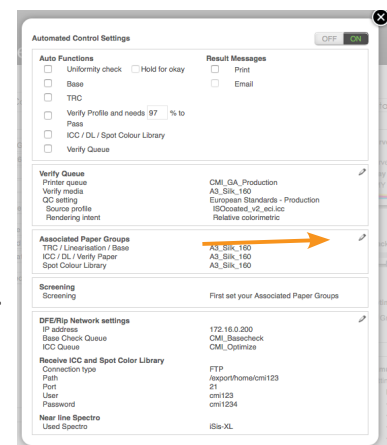 Automated Control Settings OFF ON
Auto Functions Result Messages
Uniformity check Hold for okay Print
Base Email
TRC
Verify Profile and needs 97 % to
Pass
ICC / DL / Spot Colour Library
Verify Queue
Verify Queue
Printer queue CMI_GA_Production
Verify media A3_Silk_160
QC setting European Standards - Production
Source profile ISOcoated_v2_eci.icc
Rendering intent Relative colorimetric
Associated Paper Groups
TRC / Linearisation / Base A3_Silk_160
ICC / DL / Verify Paper A3_Silk_160
Spot Colour Library A3_Silk_160
Screening
Screening First set your Associated Paper Groups
DFE/Rip Network settings
IP address 172.16.0.200
Base Check Queue CMI_Basecheck
ICC Queue CMI_Optimize
Receive ICC and Spot Color Library
Connection type FTP
Path /export/home/cmi123
Port 21
User cmi123
Password cmi1234
Near line Spectro
Used Spectro iSis-XL